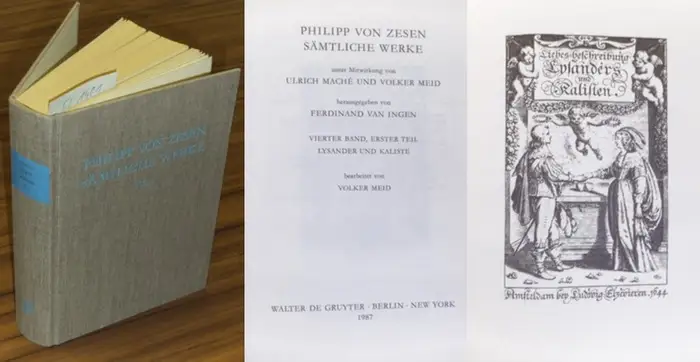 PHILIPP VON ZESEN
SÄMTLICHE WERKE
PHILIPP VON ZESEN
SÄMTLICHE WERKE
unter Mitwirkung von
ULRICH MACHÉ UND VOLKER MEID
herausgegeben von
FERDINAND VAN INGEN
VIERTER BAND, ERSTER TEIL
LYSANDER UND KALISTE
bearbeitet von
VOLKER MEID
WALTER DE GRUYTER · BERLIN · NEW YORK
1987
Liebes-beschreibung
Lysanders
und
Kalisten.
Amsteldam bey Ludwig Elzevieren. 1644